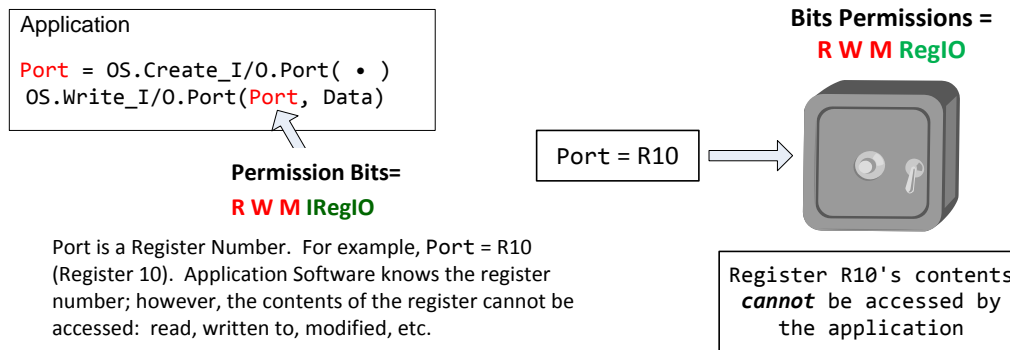 Application
Port = OS.Create_I/O.Port( • )
OS.Write_I/O.Port(Port, Data)
Permission Bits=
R W M IRegIO
Port is a Register Number. For example, Port = R10
(Register 10). Application Software knows the register
number; however, the contents of the register cannot be
accessed: read, written to, modified, etc.
Port = R10
Bits Permissions =
R W M RegIO
Register R10's contents
cannot be accessed by
the application